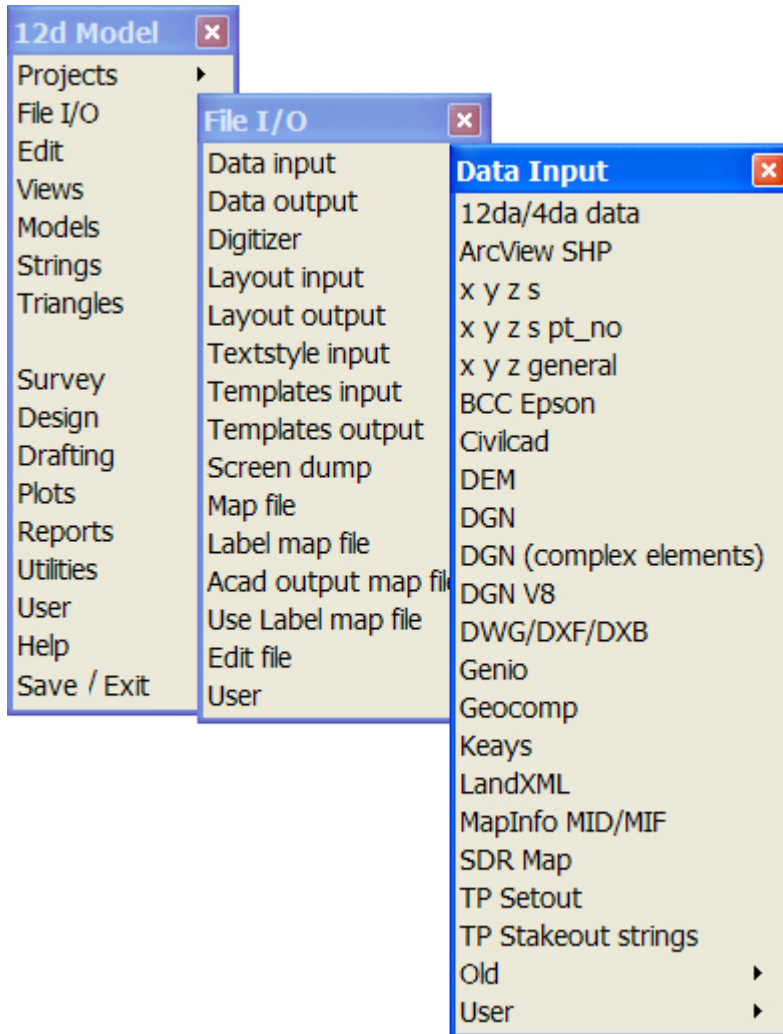 12d Model
Projects
File I/O
Edit
Views
Models
Strings
Triangles
Survey
Design
Drafting
Plots
Reports
Utilities
User
Help
Save / Exit
File I/O
Data input
Data output
Digitizer
Layout input
Layout output
Textstyle input
Templates input
Templates output
Screen dump
Map file
Label map file
Acad output map fil
Use Label map file
Edit file
User
Data Input
12da/4da data
ArcView SHP
x y z s
x y z s pt_no
x y z general
BCC Epson
Civilcad
DEM
DGN
DGN (complex elements)
DGN V8
DWG/DXF/DXB
Genio
Geocomp
Keays
LandXML
MapInfo MID/MIF
SDR Map
TP Setout
TP Stakeout strings
Old
User